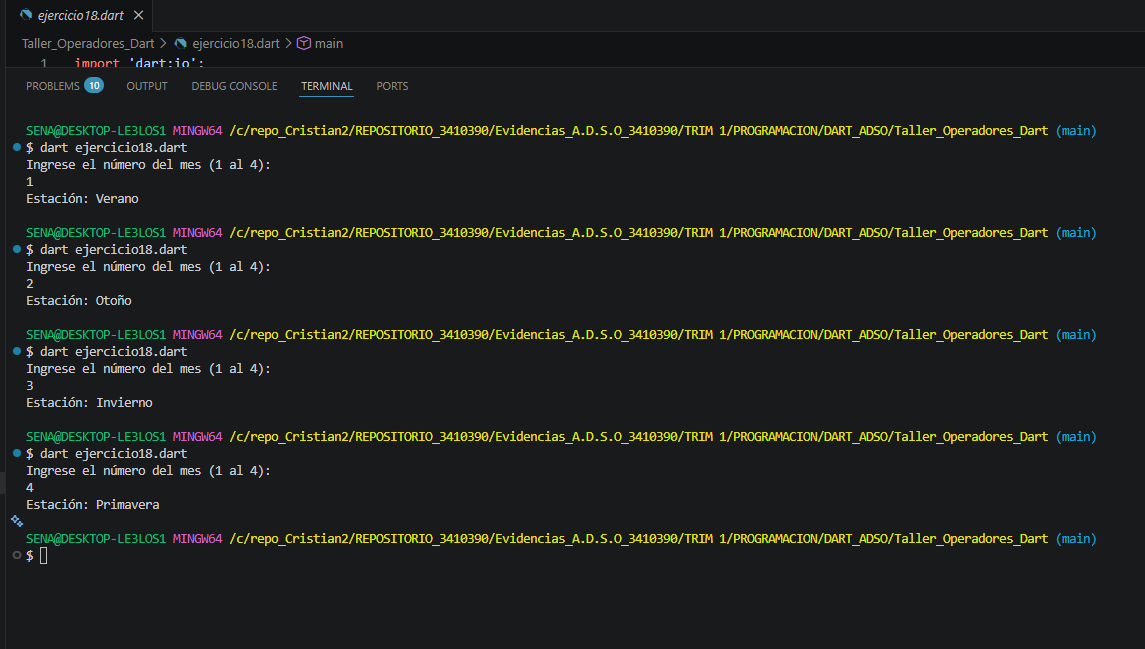 ejercicio18.dart
Taller_Operadores_Dart > ejercicio18.dart > main
1 import 'dart:io';
PROBLEMS 10 OUTPUT DEBUG CONSOLE TERMINAL PORTS
SENA@DESKTOP-LE3LOS1 MINGW64 /c/repo_Cristian2/REPOSITORIO_3410390/Evidencias_A.D.S.O_3410390/TRIM 1/PROGRAMACION/DART_ADSO/Taller_Operadores_Dart (main)
$ dart ejercicio18.dart
Ingrese el número del mes (1 al 4):
1
Estación: Verano
SENA@DESKTOP-LE3LOS1 MINGW64 /c/repo_Cristian2/REPOSITORIO_3410390/Evidencias_A.D.S.O_3410390/TRIM 1/PROGRAMACION/DART_ADSO/Taller_Operadores_Dart (main)
$ dart ejercicio18.dart
Ingrese el número del mes (1 al 4):
2
Estación: Otoño
SENA@DESKTOP-LE3LOS1 MINGW64 /c/repo_Cristian2/REPOSITORIO_3410390/Evidencias_A.D.S.O_3410390/TRIM 1/PROGRAMACION/DART_ADSO/Taller_Operadores_Dart (main)
$ dart ejercicio18.dart
Ingrese el número del mes (1 al 4):
3
Estación: Invierno
SENA@DESKTOP-LE3LOS1 MINGW64 /c/repo_Cristian2/REPOSITORIO_3410390/Evidencias_A.D.S.O_3410390/TRIM 1/PROGRAMACION/DART_ADSO/Taller_Operadores_Dart (main)
$ dart ejercicio18.dart
Ingrese el número del mes (1 al 4):
4
Estación: Primavera
SENA@DESKTOP-LE3LOS1 MINGW64 /c/repo_Cristian2/REPOSITORIO_3410390/Evidencias_A.D.S.O_3410390/TRIM 1/PROGRAMACION/DART_ADSO/Taller_Operadores_Dart (main)
$